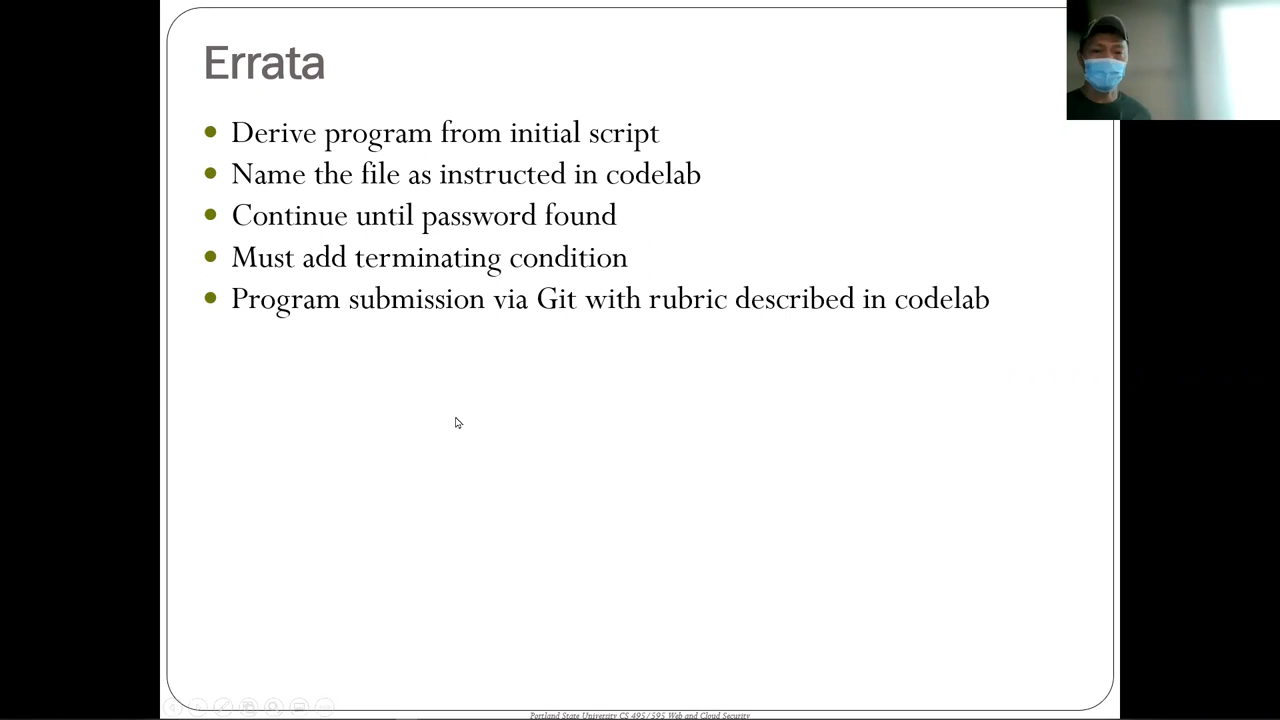 Errata
Derive program from initial script
Name the file as instructed in codelab
Continue until password found
Must add terminating condition
Program submission via Git with rubric described in codelab
Portland State University CS 495/595 Web and Cloud Security